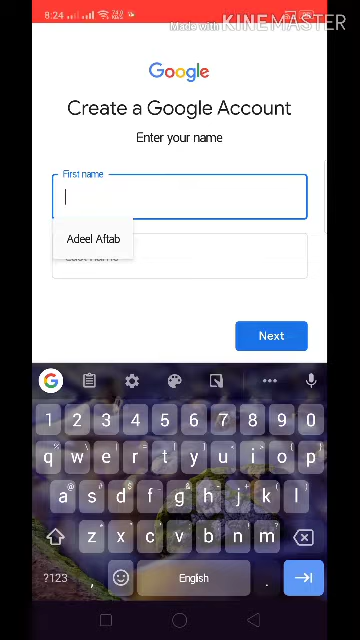 8:24
Made with KINEMASTER
Google
Create a Google Account
Enter your name
First name
Adeel Aftab
Next
G
1 2 3 4 5 6 7 8 9 0
q w e r t y u i o p
a s d f g h j k l
z x c v b n m
?123 , English .